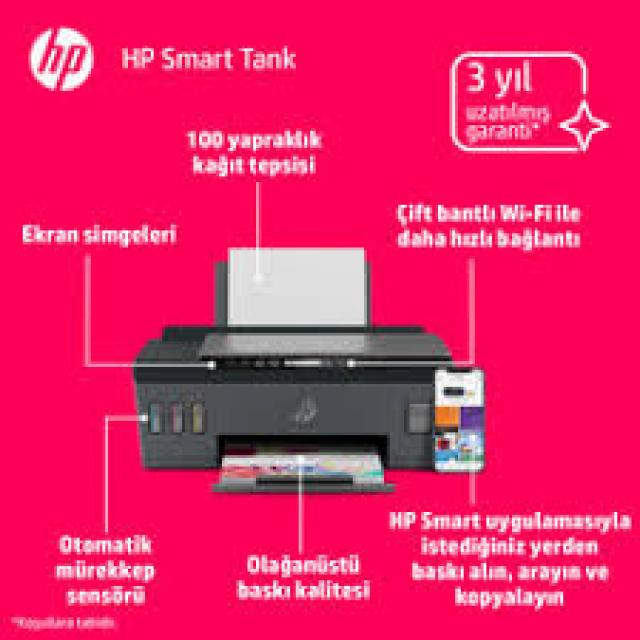 hp
HP Smart Tank
3 yıl
uzatılmış
garanti*
100 yapraklık
kağıt tepsisi
Ekran simgeleri
Çift bantlı Wi-Fi ile
daha hızlı bağlantı
Otomatik
mürekkep
sensörü
Olağanüstü
baskı kalitesi
HP Smart uygulamasıyla
istediğiniz yerden
baskı alın, arayın ve
kopyalayın
*Koşullara tabidir.